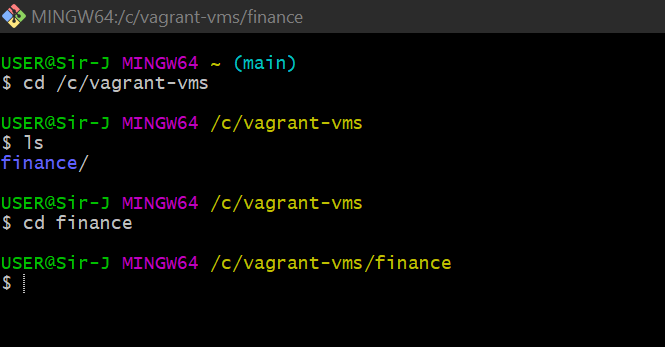 MINGW64:/c/vagrant-vms/finance
USER@Sir-J MINGW64 ~ (main)
$ cd /c/vagrant-vms
USER@Sir-J MINGW64 /c/vagrant-vms
$ ls
finance/
USER@Sir-J MINGW64 /c/vagrant-vms
$ cd finance
USER@Sir-J MINGW64 /c/vagrant-vms/finance
$